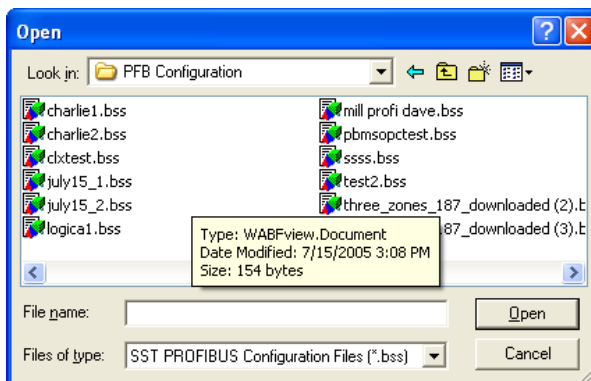 Open
Look in: PFB Configuration
charlie1.bss
charlie2.bss
clxtest.bss
july15_1.bss
july15_2.bss
logica1.bss
mill profi dave.bss
pbmsopctest.bss
ssss.bss
test2.bss
three_zones_187_downloaded (2).b
87_downloaded (3).b
Type: WABFview.Document
Date Modified: 7/15/2005 3:08 PM
Size: 154 bytes
File name:
Open
Files of type: SST PROFIBUS Configuration Files (*.bss)
Cancel